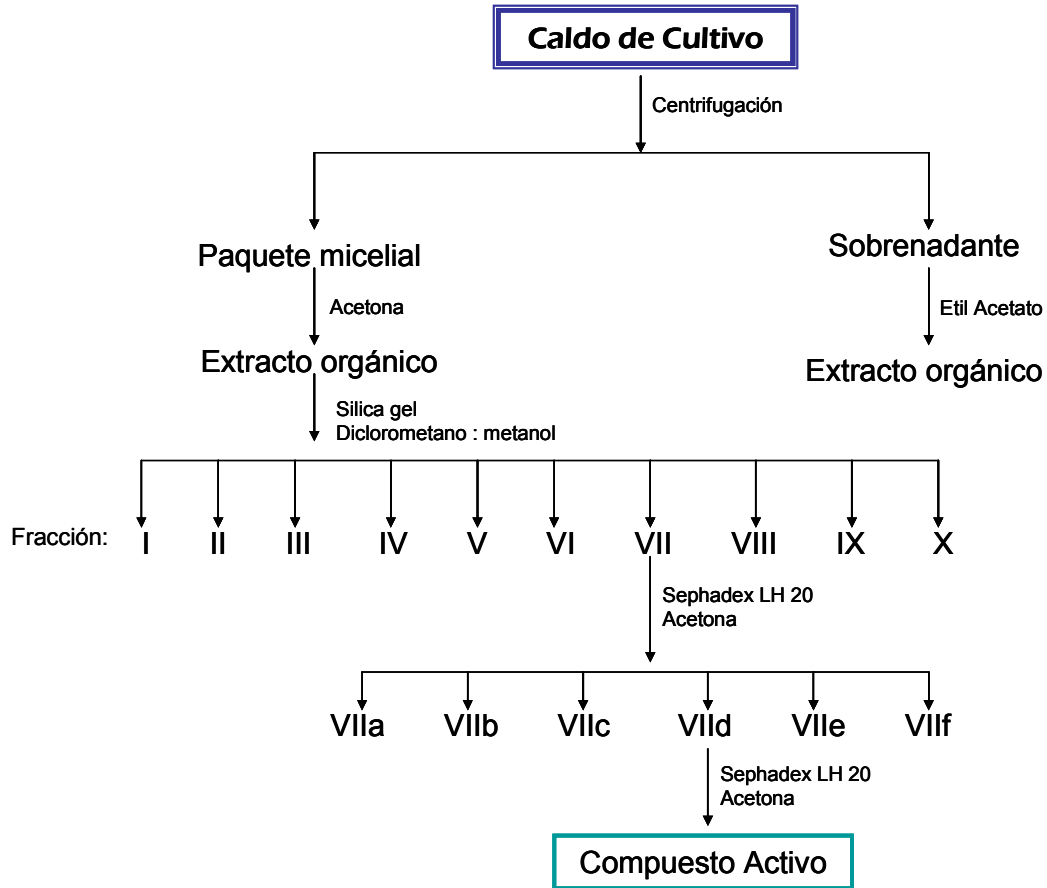 Caldo de Cultivo
Centrifugación
Paquete micelial
Sobrenadante
Acetona
Etil Acetato
Extracto orgánico
Extracto orgánico
Silica gel
Diclorometano : metanol
Fracción: I II III IV V VI VII VIII IX X
Sephadex LH 20
Acetona
VIIa VIIb VIIc VIId VIIe VIIf
Sephadex LH 20
Acetona
Compuesto Activo